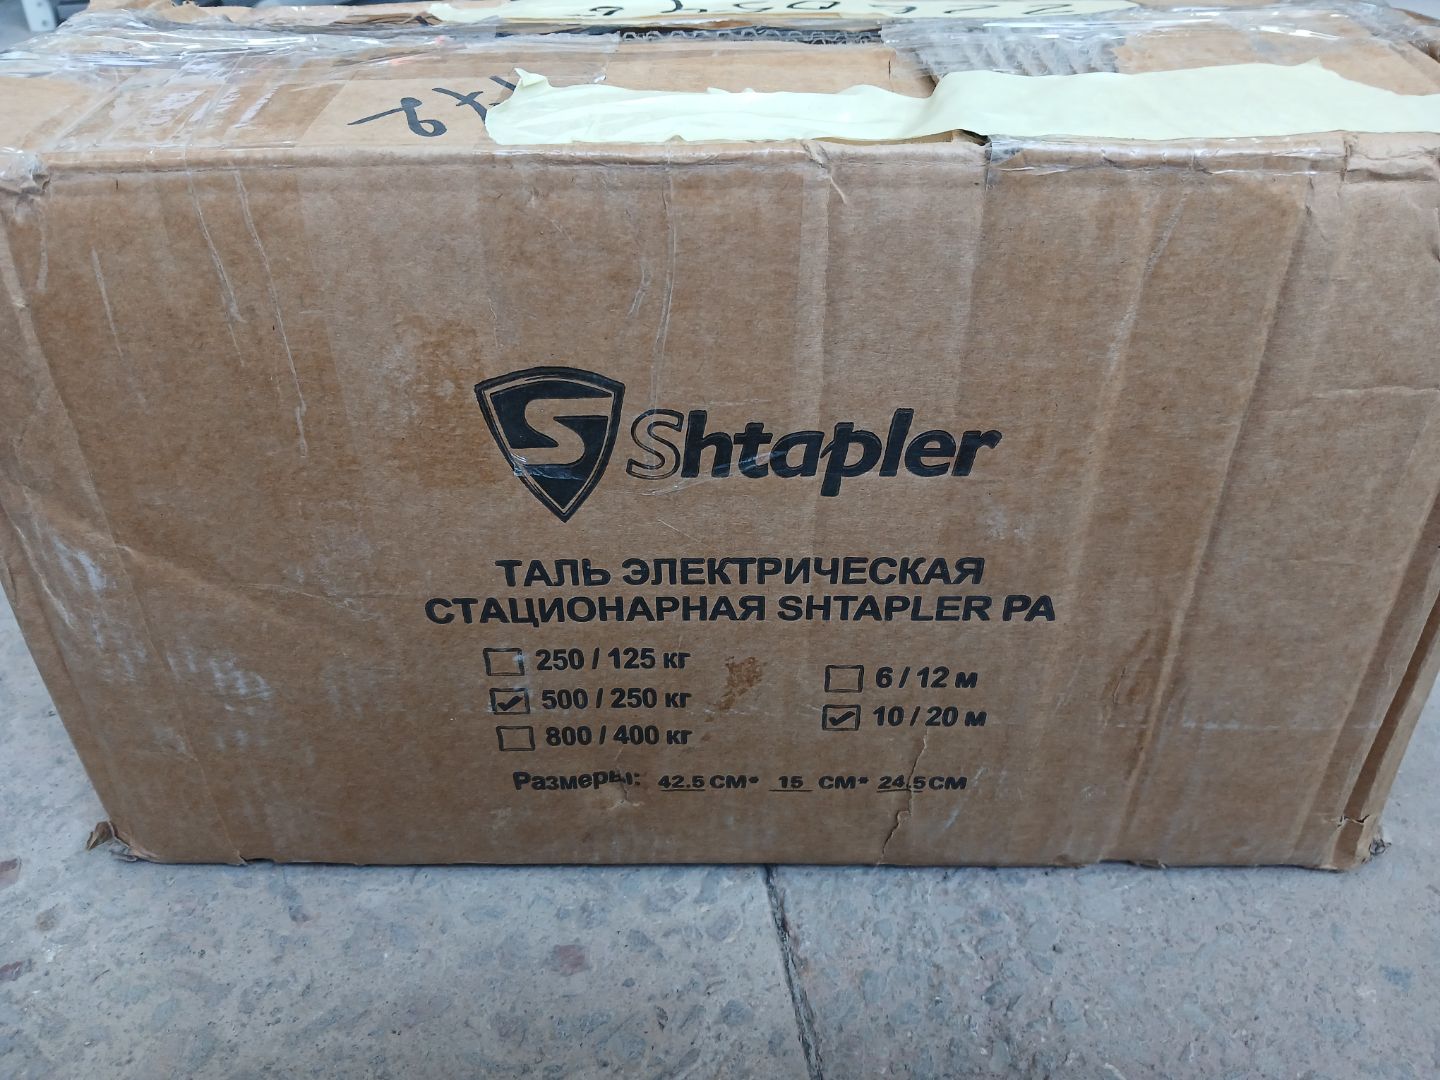 Shtapler
ТАЛЬ ЭЛЕКТРИЧЕСКАЯ
СТАЦИОНАРНАЯ SHTAPLER PA
250 / 125 кг
500 / 250 кг
800 / 400 кг
6 / 12 м
10 / 20 м
Размеры: 42.5 СМ* 15 СМ* 24.5 СМ